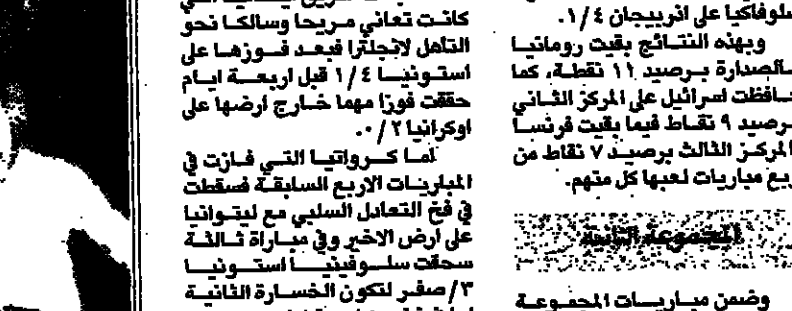 سلوفاكيا على اذربيجان ٤ /١.
وبهذه النتائج بقيت رومانيا
بالصدارة برصيد ١١ نقطة، كما
حافظت اسرائيل على المركز الثاني
برصيد ٩ نقاط فيما بقيت فرنسا
المركز الثالث برصيد ٧ نقاط من
اربع مباريات لعبها كل منهم.
المجموعة الثانية
وضمن مباريات المجموعة
كانت تعاني مريحا وسالكا نحو
التأهل لانجلترا فبعد فوزها على
استونيا ٤ /١ قبل اربعة ايام
حققت فوزا مهما خارج ارضها على
اوكرانيا ٢ /٠.
اما كرواتيا التي فازت في
المباريات الاربع السابقة فسقطت
في فخ التعادل السلبي مع ليتوانيا
على ارض الاخير وفي مباراة ثالثة
سحقت سلوفينيا استونيا
٣/صفر لتكون الخسارة الثانية